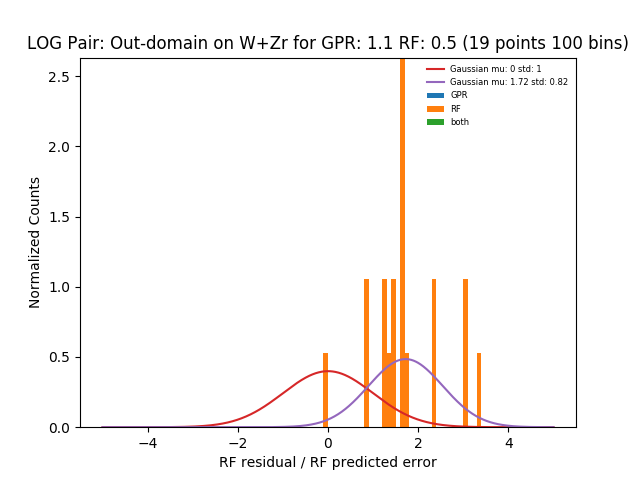 LOG Pair: Out-domain on W+Zr for GPR: 1.1 RF: 0.5 (19 points 100 bins)
Gaussian mu: 0 std: 1
Gaussian mu: 1.72 std: 0.82
GPR
RF
both
Normalized Counts
2.5
2.0
1.5
1.0
0.5
0.0
−4 −2 0 2 4
RF residual / RF predicted error